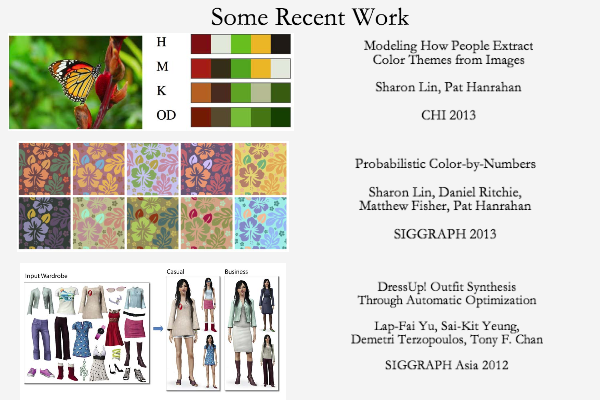 Some Recent Work
H
M
K
OD
Modeling How People Extract
Color Themes from Images
Sharon Lin, Pat Hanrahan
CHI 2013
Probabilistic Color-by-Numbers
Sharon Lin, Daniel Ritchie,
Matthew Fisher, Pat Hanrahan
SIGGRAPH 2013
Input Wardrobe
Casual
Business
DressUp! Outfit Synthesis
Through Automatic Optimization
Lap-Fai Yu, Sai-Kit Yeung,
Demetri Terzopoulos, Tony F. Chan
SIGGRAPH Asia 2012